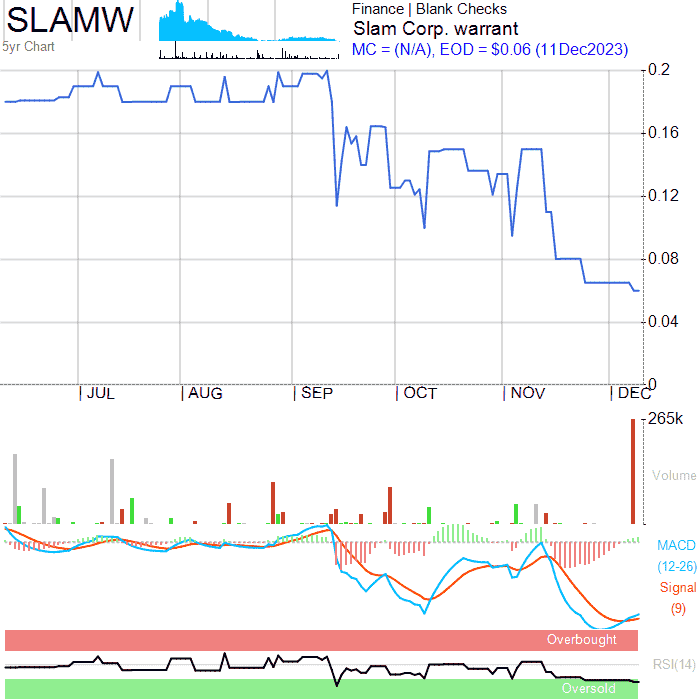 SLAMW
5yr Chart
Finance | Blank Checks
Slam Corp. warrant
MC = (N/A), EOD = $0.06 (11Dec2023)
0.2
0.16
0.12
0.08
0.04
0
JUL
AUG
SEP
OCT
NOV
DEC
265k
Volume
MACD
(12-26)
Signal
(9)
Overbought
RSI(14)
Oversold